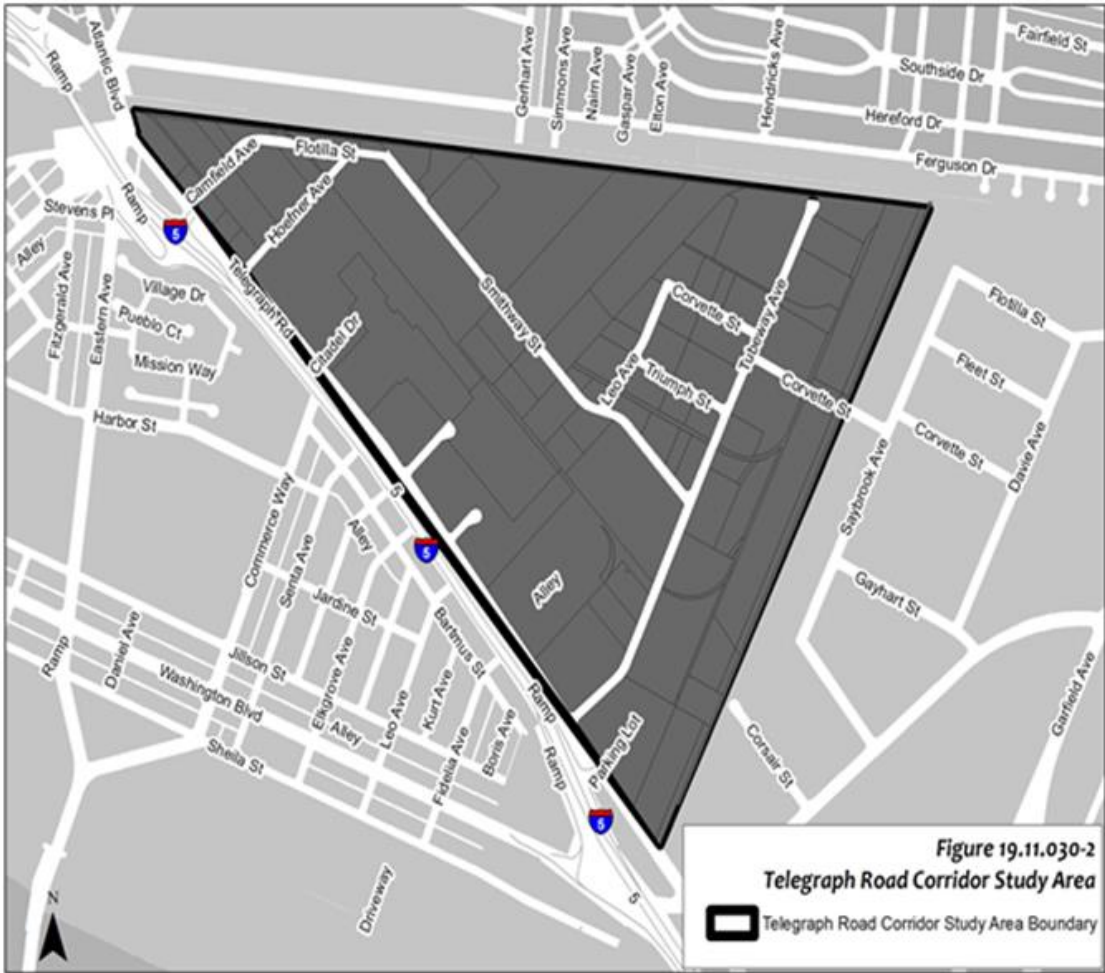 Ramp
Atlantic Blvd
Gerhart Ave
Simmons Ave
Nairn Ave
Gaspar Ave
Elton Ave
Hendricks Ave
Fairfield St
Southside Dr
Hereford Dr
Ferguson Dr
Camfield Ave
Flotilla St
Hoefner Ave
Ramp
Stevens Pl
5
Alley
Fitzgerald Ave
Eastern Ave
Village Dr
Pueblo Ct
Mission Way
Telegraph Rd
Citadel Dr
Smithway St
Corvette St
Tubeway Ave
Leo Ave
Triumph St
Corvette St
Flotilla St
Fleet St
Corvette St
Davie Ave
Saybrook Ave
Harbor St
Commerce Way
Senta Ave
Alley
5
5
Alley
Gayhart St
Jardine St
Bartmus St
Ramp
Daniel Ave
Jillson St
Washington Blvd
Elkgrove Ave
Alley
Leo Ave
Kurt Ave
Fidelia Ave
Boris Ave
Ramp
Ramp
Parking Lot
Corsair St
Garfield Ave
Sheila St
5
5
Driveway
N
Figure 19.11.030-2
Telegraph Road Corridor Study Area
Telegraph Road Corridor Study Area Boundary